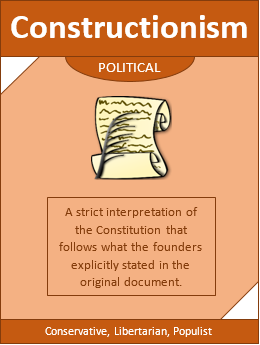 Constructionism
POLITICAL
A strict interpretation of
the Constitution that
follows what the founders
explicitly stated in the
original document.
Conservative, Libertarian, Populist